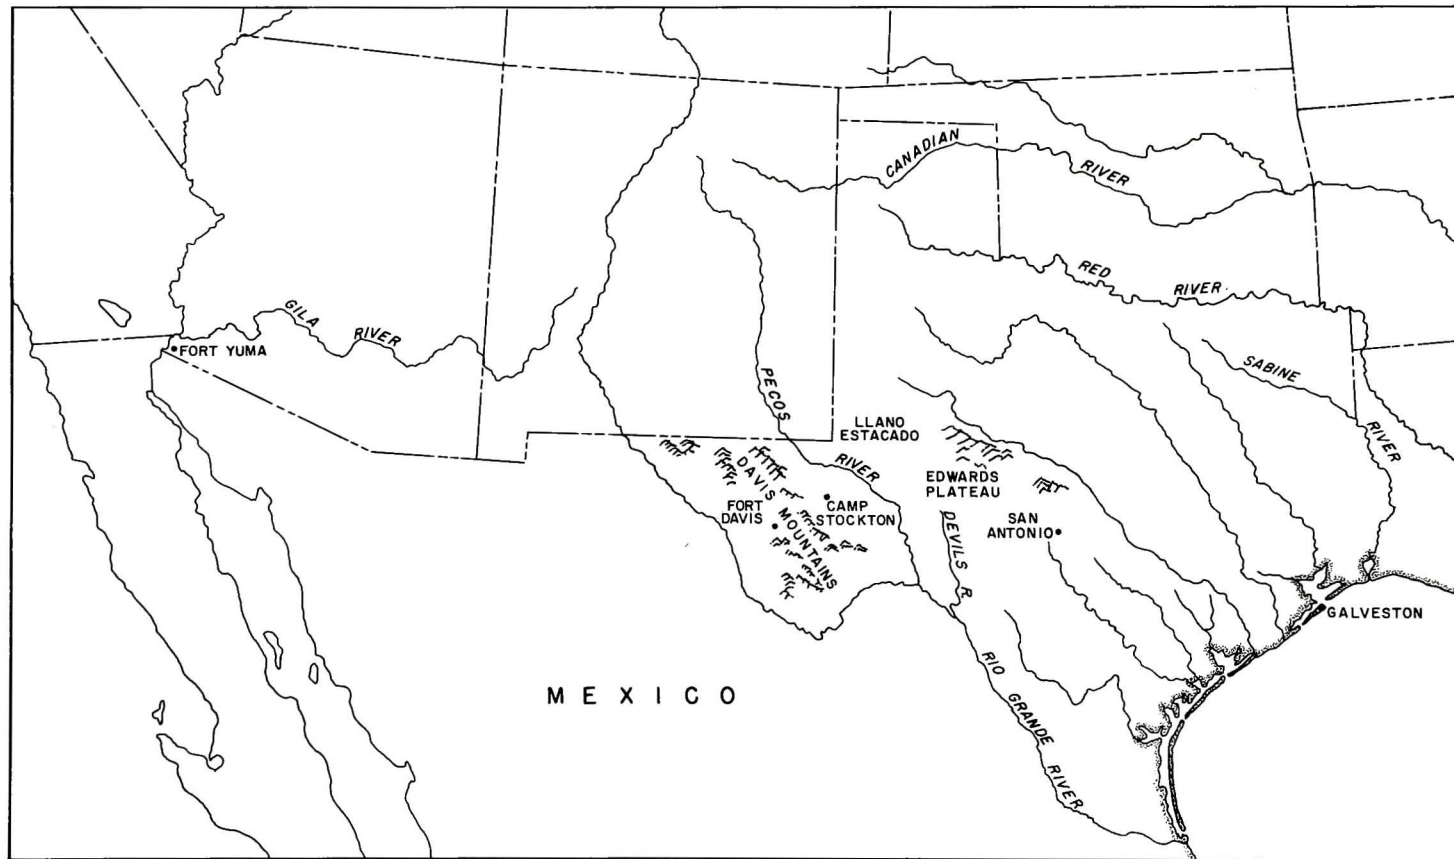 CANADIAN
RIVER
RED
RIVER
GILA
RIVER
FORT YUMA
PECOS
RIVER
SABINE
RIVER
LLANO
ESTACADO
EDWARDS
PLATEAU
DAVIS MOUNTAINS
FORT
DAVIS
CAMP
STOCKTON
DEVILS R.
SAN
ANTONIO
GALVESTON
RIO GRANDE RIVER
MEXICO